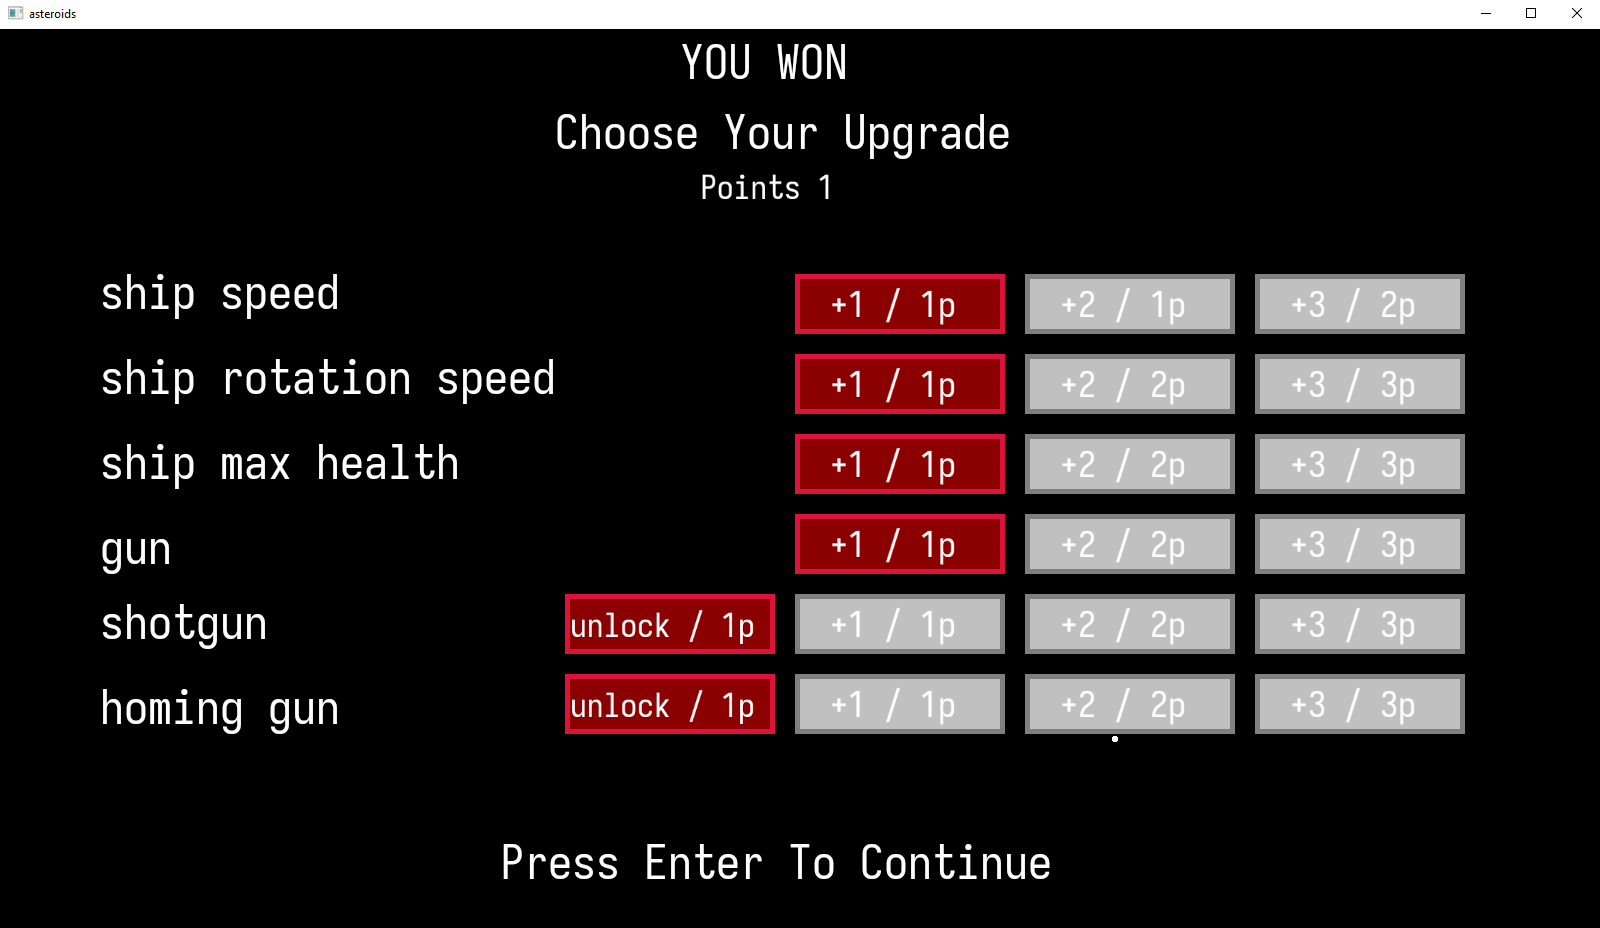 asteroids
YOU WON
Choose Your Upgrade
Points 1
ship speed +1 / 1p +2 / 1p +3 / 2p
ship rotation speed +1 / 1p +2 / 2p +3 / 3p
ship max health +1 / 1p +2 / 2p +3 / 3p
gun +1 / 1p +2 / 2p +3 / 3p
shotgun unlock / 1p +1 / 1p +2 / 2p +3 / 3p
homing gun unlock / 1p +1 / 1p +2 / 2p +3 / 3p
Press Enter To Continue